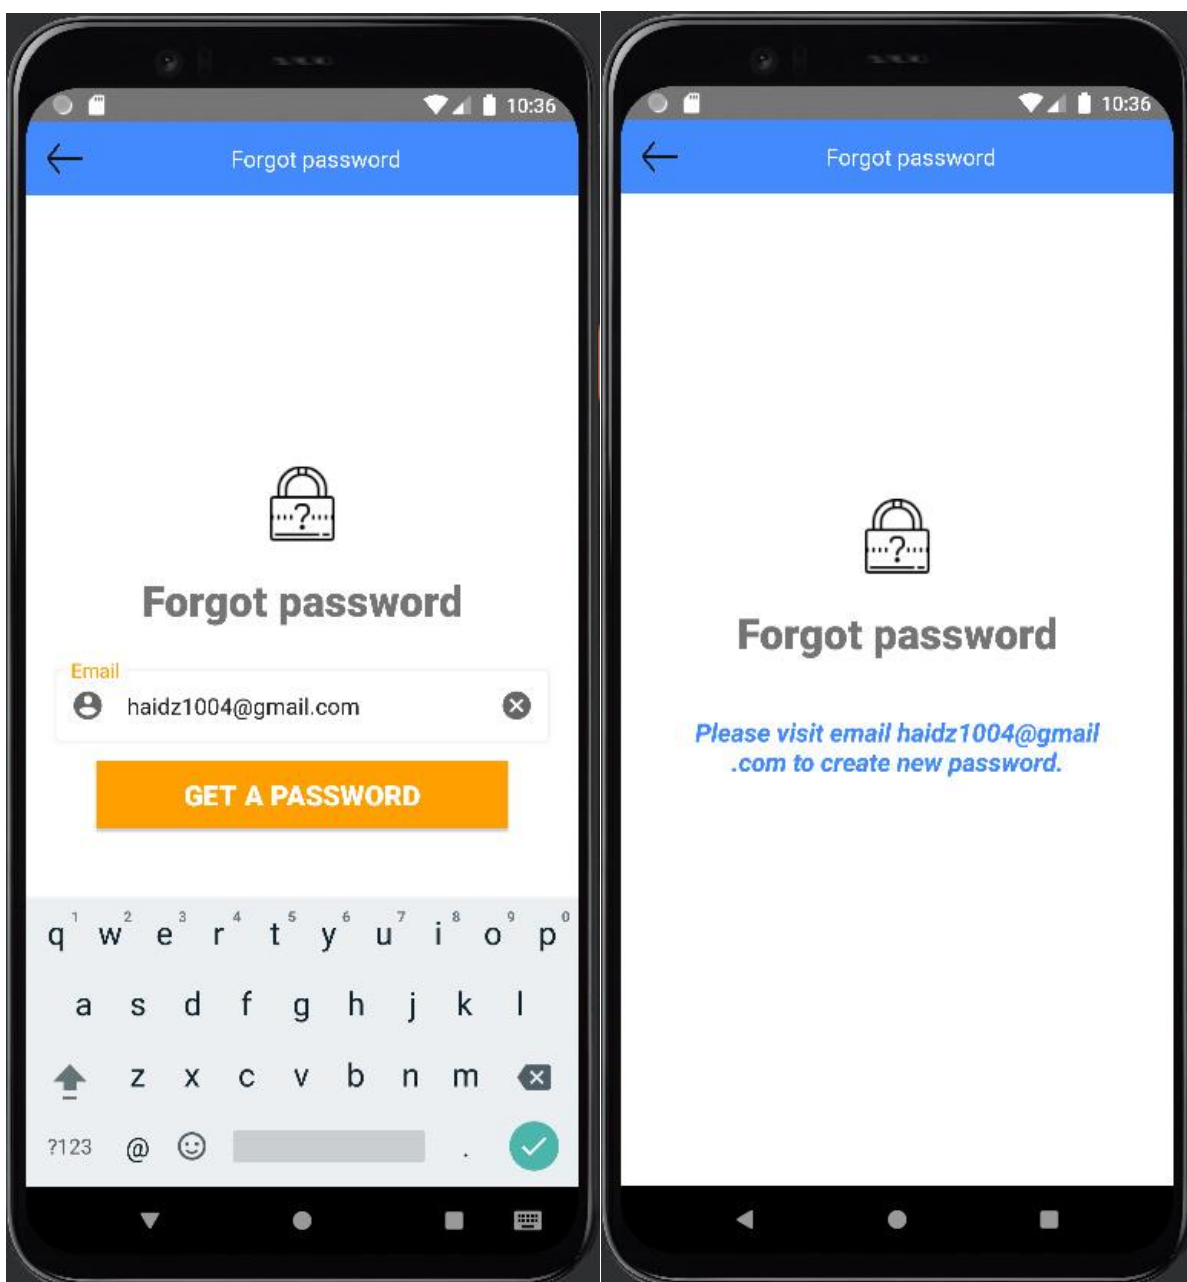 10:36
Forgot password
?
Forgot password
Email
haidz1004@gmail.com
GET A PASSWORD
1 2 3 4 5 6 7 8 9 0
q w e r t y u i o p
a s d f g h j k l
z x c v b n m
?123 @ .
10:36
Forgot password
?
Forgot password
Please visit email haidz1004@gmail
.com to create new password.